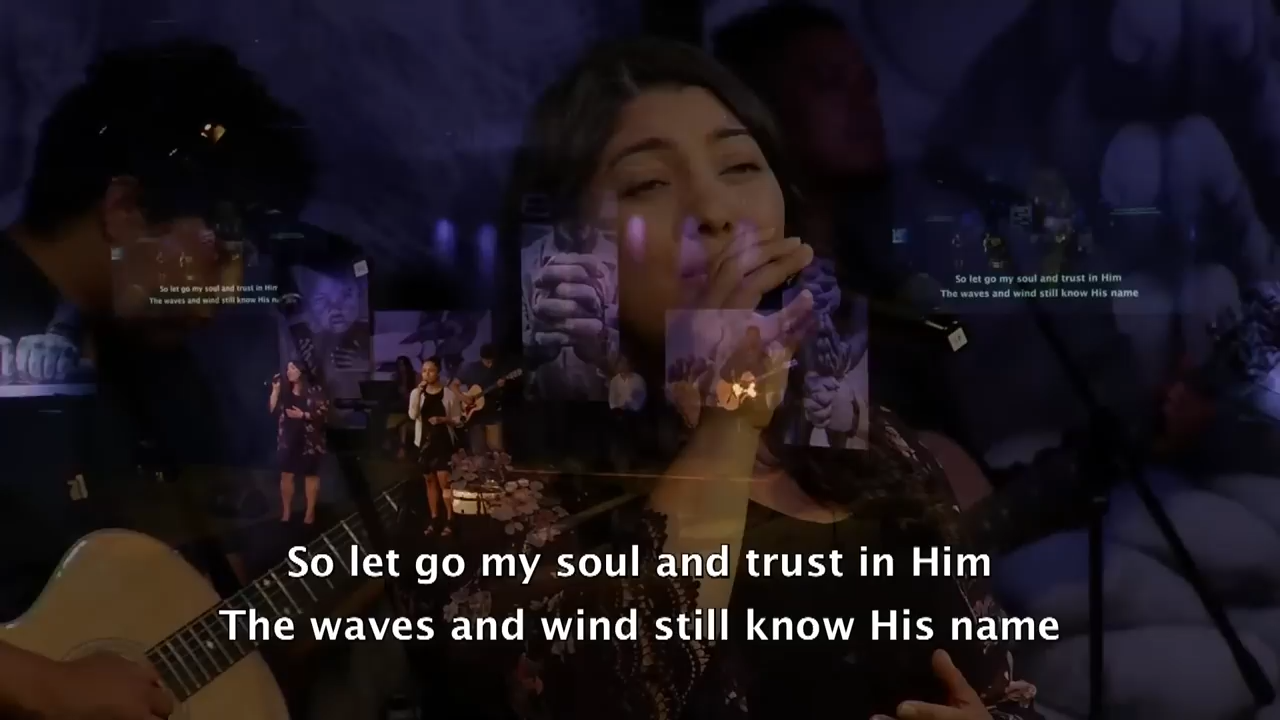 So let go my soul and trust in Him
The waves and wind still know His
So let go my soul and trust in Him
The waves and wind still know His name
So let go my soul and trust in Him
The waves and wind still know His name